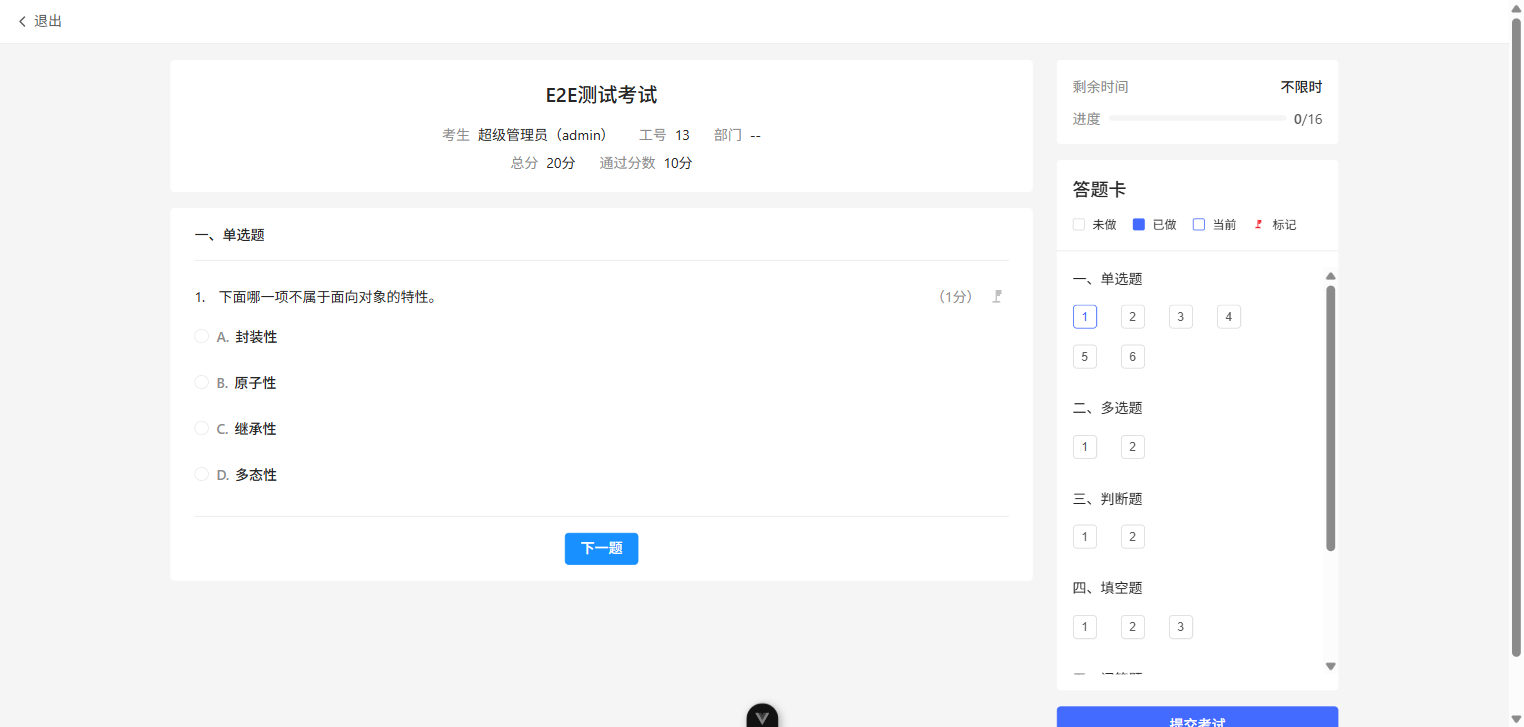 退出
E2E测试考试
考生 超级管理员（admin） 工号 13 部门 --
总分 20分 通过分数 10分
一、单选题
1. 下面哪一项不属于面向对象的特性。 （1分）
A. 封装性
B. 原子性
C. 继承性
D. 多态性
下一题
剩余时间 不限时
进度 0/16
答题卡
未做 已做 当前 标记
一、单选题
1 2 3 4
5 6
二、多选题
1 2
三、判断题
1 2
四、填空题
1 2 3
提交考试